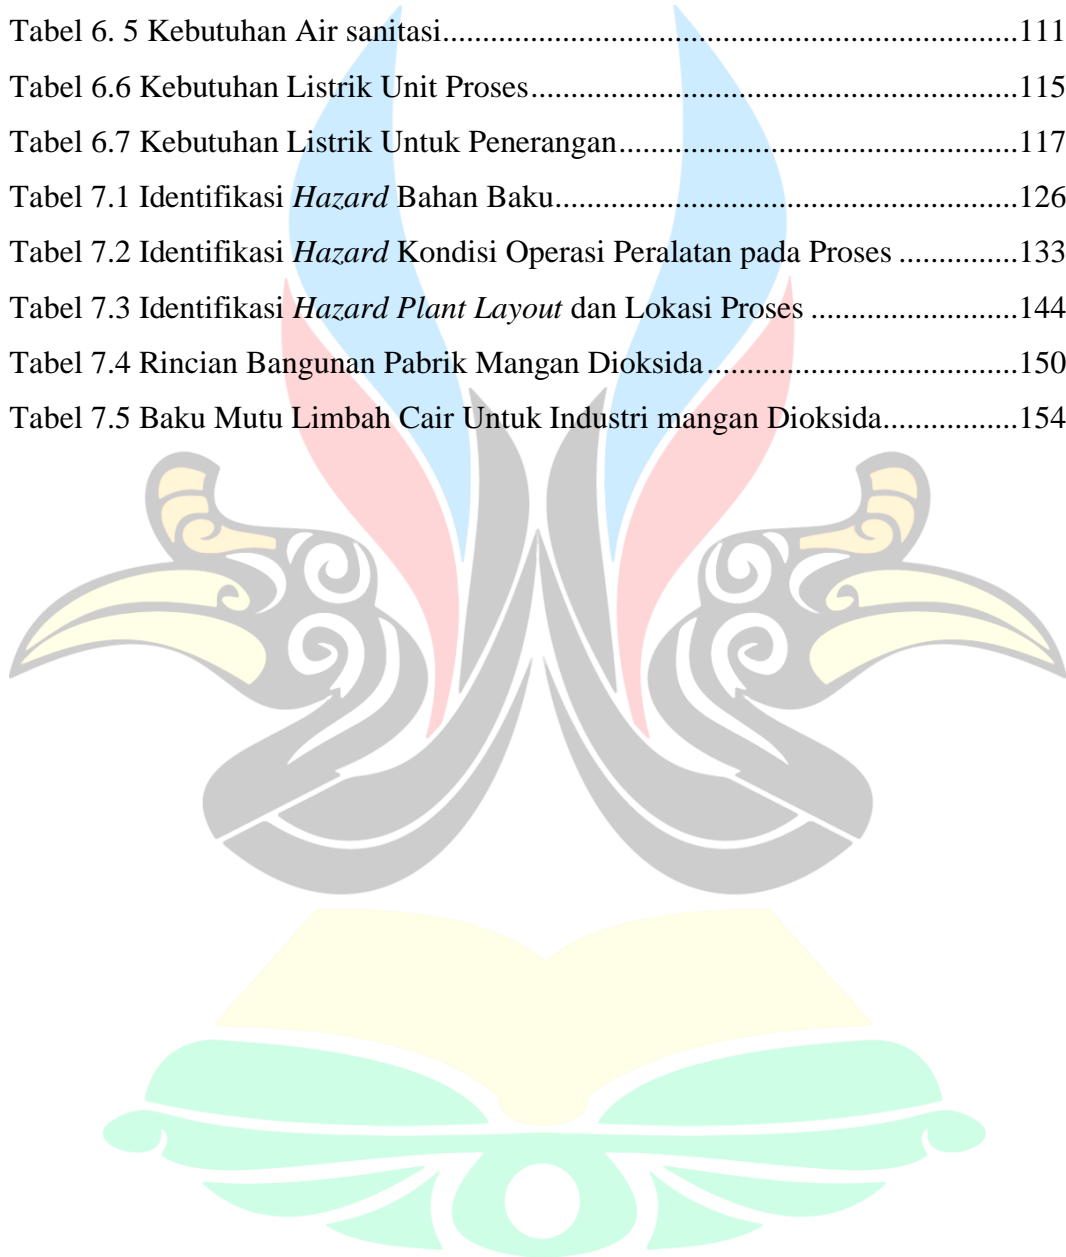 Tabel 6. 5 Kebutuhan Air sanitasi........................................................................111
Tabel 6.6 Kebutuhan Listrik Unit Proses.............................................................115
Tabel 6.7 Kebutuhan Listrik Untuk Penerangan..................................................117
Tabel 7.1 Identifikasi Hazard Bahan Baku..........................................................126
Tabel 7.2 Identifikasi Hazard Kondisi Operasi Peralatan pada Proses ...............133
Tabel 7.3 Identifikasi Hazard Plant Layout dan Lokasi Proses ..........................144
Tabel 7.4 Rincian Bangunan Pabrik Mangan Dioksida.......................................150
Tabel 7.5 Baku Mutu Limbah Cair Untuk Industri mangan Dioksida.................154